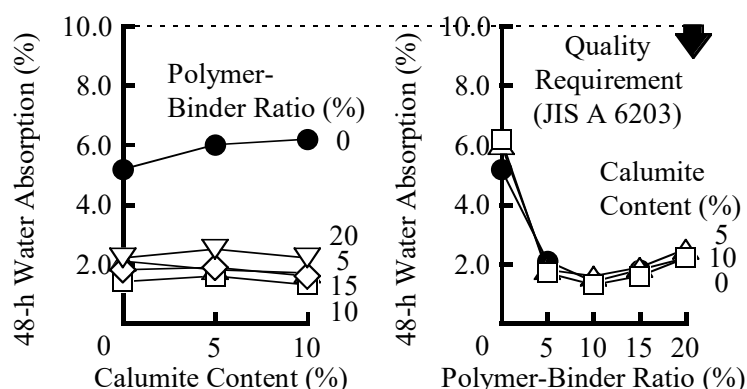 48-h Water Absorption (%)
10.0
8.0
6.0
4.0
2.0
Polymer-
Binder Ratio (%)
0
20
5
15
10
0
5
10
Calumite Content (%)
48-h Water Absorption (%)
10.0
8.0
6.0
4.0
2.0
Quality
Requirement
(JIS A 6203)
Calumite
Content (%)
5
10
0
0
5
10
15
20
Polymer-Binder Ratio (%)